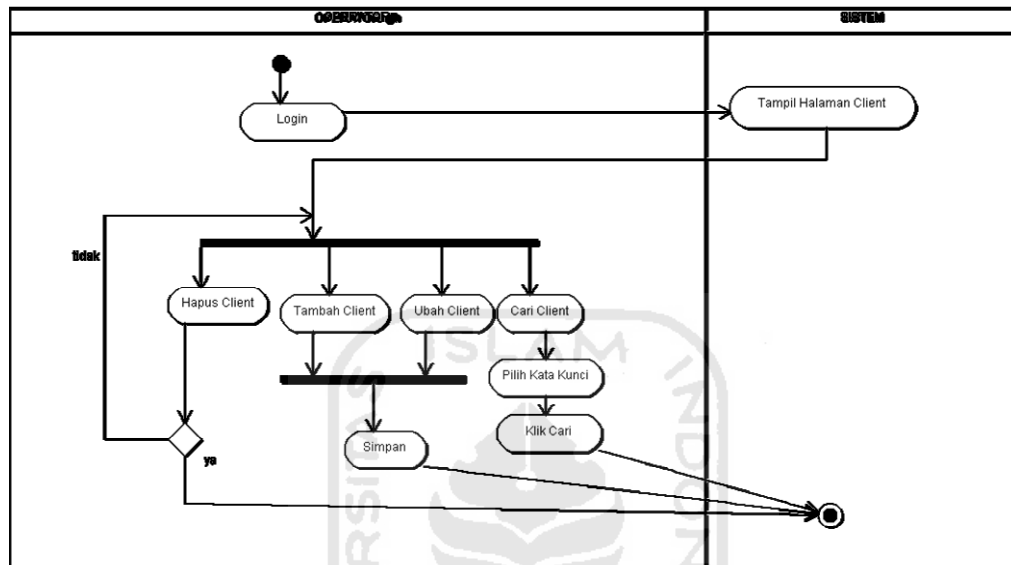 SISTEM
Login
Tampil Halaman Client
tidak
Hapus Client
Tambah Client
Ubah Client
Cari Client
Pilih Kata Kunci
Klik Cari
Simpan
ya
ISLAM